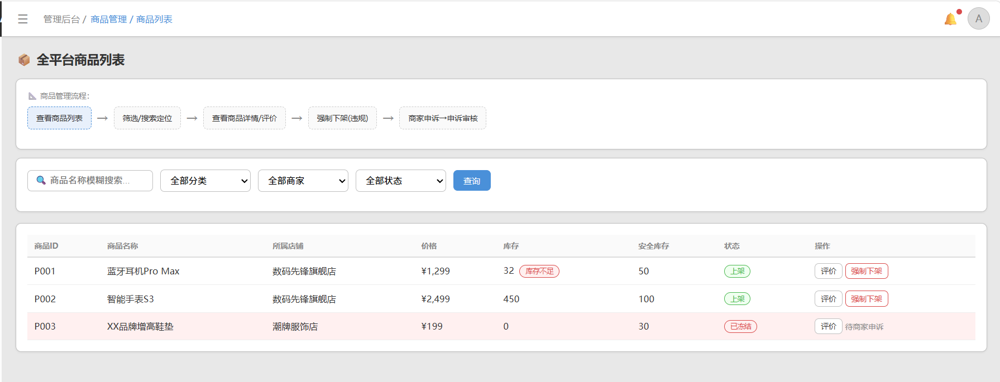 ☰ 管理后台 / 商品管理 / 商品列表
A
全平台商品列表
商品管理流程:
查看商品列表 → 筛选/搜索定位 → 查看商品详情/评价 → 强制下架(违规) → 商家申诉→申诉审核
商品名称模糊搜索... 全部分类 全部商家 全部状态 查询
商品ID 商品名称 所属店铺 价格 库存 安全库存 状态 操作
P001 蓝牙耳机Pro Max 数码先锋旗舰店 ¥1,299 32 库存不足 50 上架 评价 强制下架
P002 智能手表S3 数码先锋旗舰店 ¥2,499 450 100 上架 评价 强制下架
P003 XX品牌增高鞋垫 潮牌服饰店 ¥199 0 30 已冻结 评价 待商家申诉